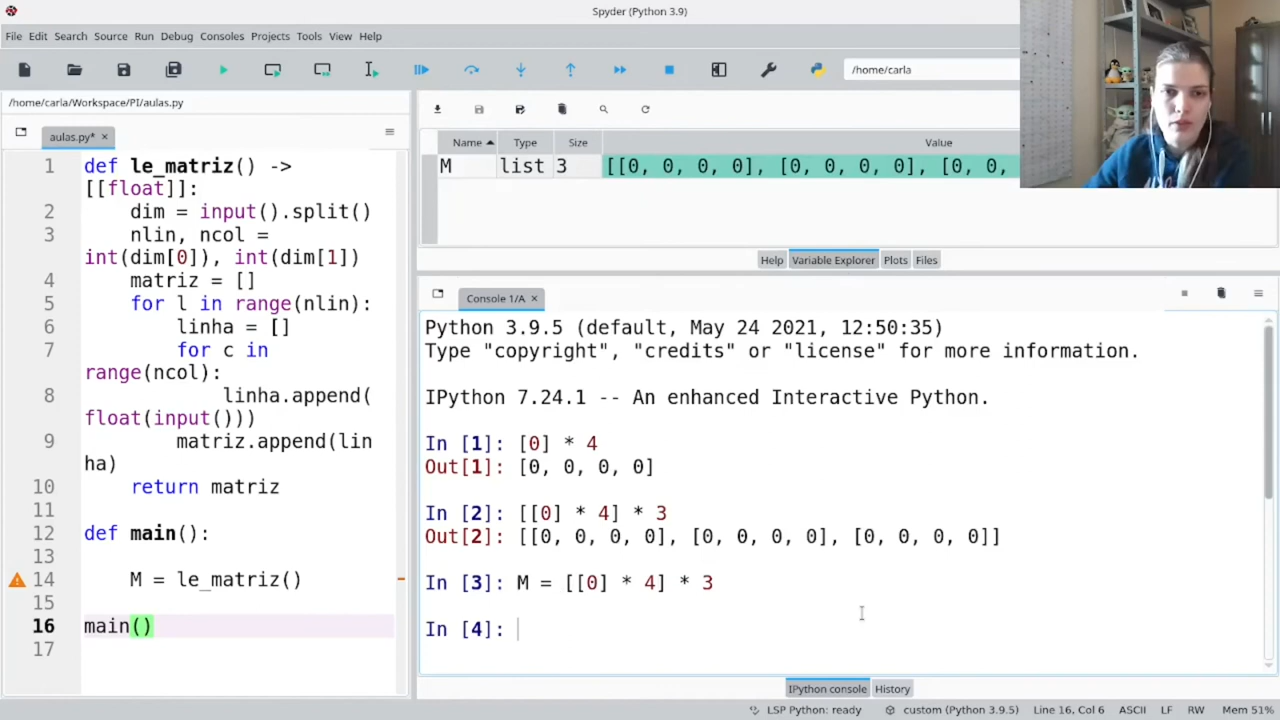 Spyder (Python 3.9)
File Edit Search Source Run Debug Consoles Projects Tools View Help
/home/carla
/home/carla/Workspace/PI/aulas.py
aulas.py*
Name Type Size Value
M list 3 [[0, 0, 0, 0], [0, 0, 0, 0], [0, 0,
1 def le_matriz() ->
[[float]]:
2 dim = input().split()
3 nlin, ncol =
int(dim[0]), int(dim[1])
4 matriz = []
5 for l in range(nlin):
6 linha = []
7 for c in
range(ncol):
8 linha.append(
float(input()))
9 matriz.append(lin
ha)
10 return matriz
11
12 def main():
13
14 M = le_matriz()
15
16 main()
17
Help Variable Explorer Plots Files
Console 1/A
Python 3.9.5 (default, May 24 2021, 12:50:35)
Type "copyright", "credits" or "license" for more information.
IPython 7.24.1 -- An enhanced Interactive Python.
In [1]: [0] * 4
Out[1]: [0, 0, 0, 0]
In [2]: [[0] * 4] * 3
Out[2]: [[0, 0, 0, 0], [0, 0, 0, 0], [0, 0, 0, 0]]
In [3]: M = [[0] * 4] * 3
In [4]:
IPython console History
LSP Python: ready custom (Python 3.9.5) Line 16, Col 6 ASCII LF RW Mem 51%